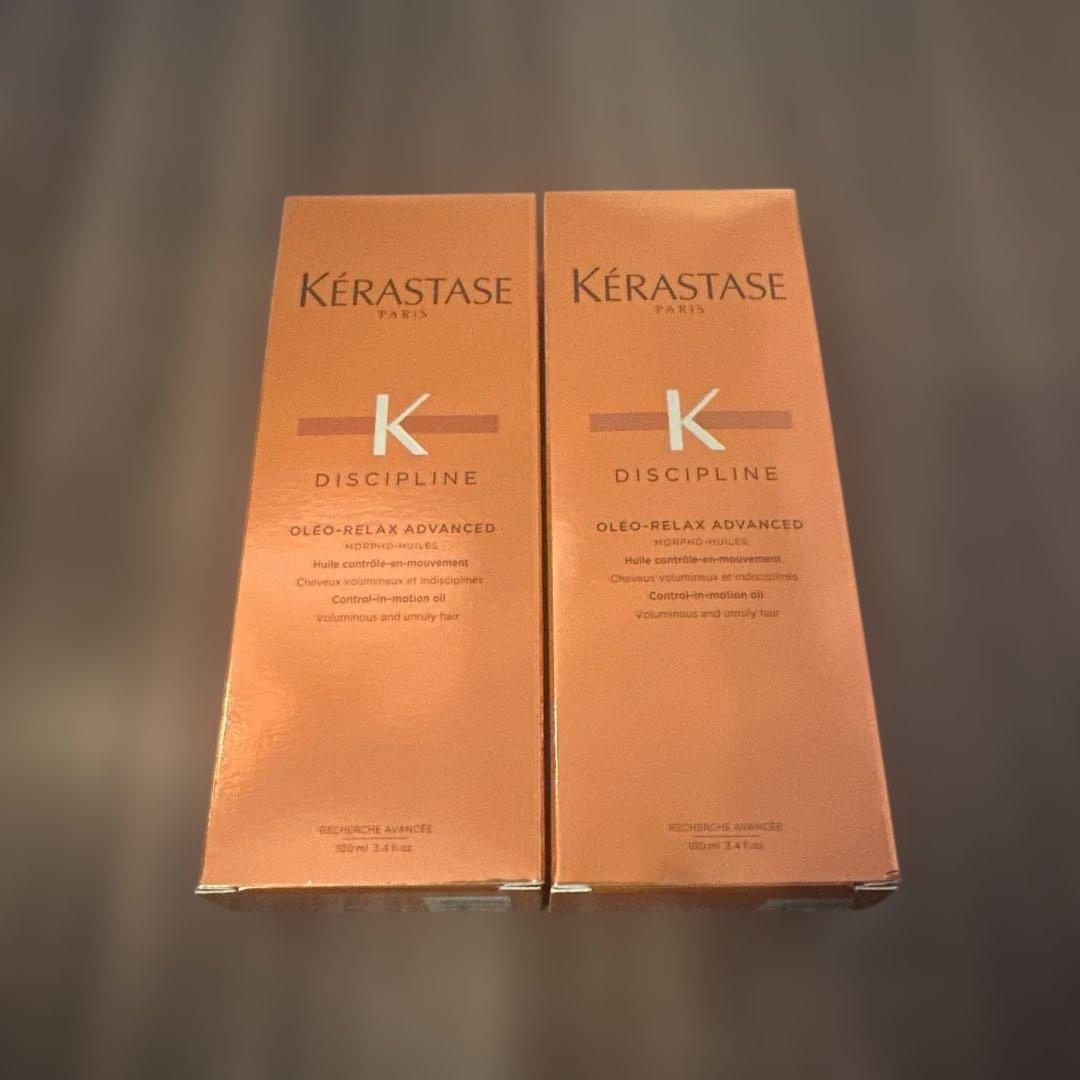 KÉRASTASE
PARIS
K
DISCIPLINE
OLÉO-RELAX ADVANCED
MORPHO-HUILES
Huile contrôle-en-mouvement
Cheveux volumineux et indisciplinés
Control-in-motion oil
Voluminous and unruly hair
RECHERCHE AVANCÉE
100 ml 3.4 fl.oz
KÉRASTASE
PARIS
K
DISCIPLINE
OLÉO-RELAX ADVANCED
MORPHO-HUILES
Huile contrôle-en-mouvement
Cheveux volumineux et indisciplinés
Control-in-motion oil
Voluminous and unruly hair
RECHERCHE AVANCÉE
100 ml 3.4 fl.oz